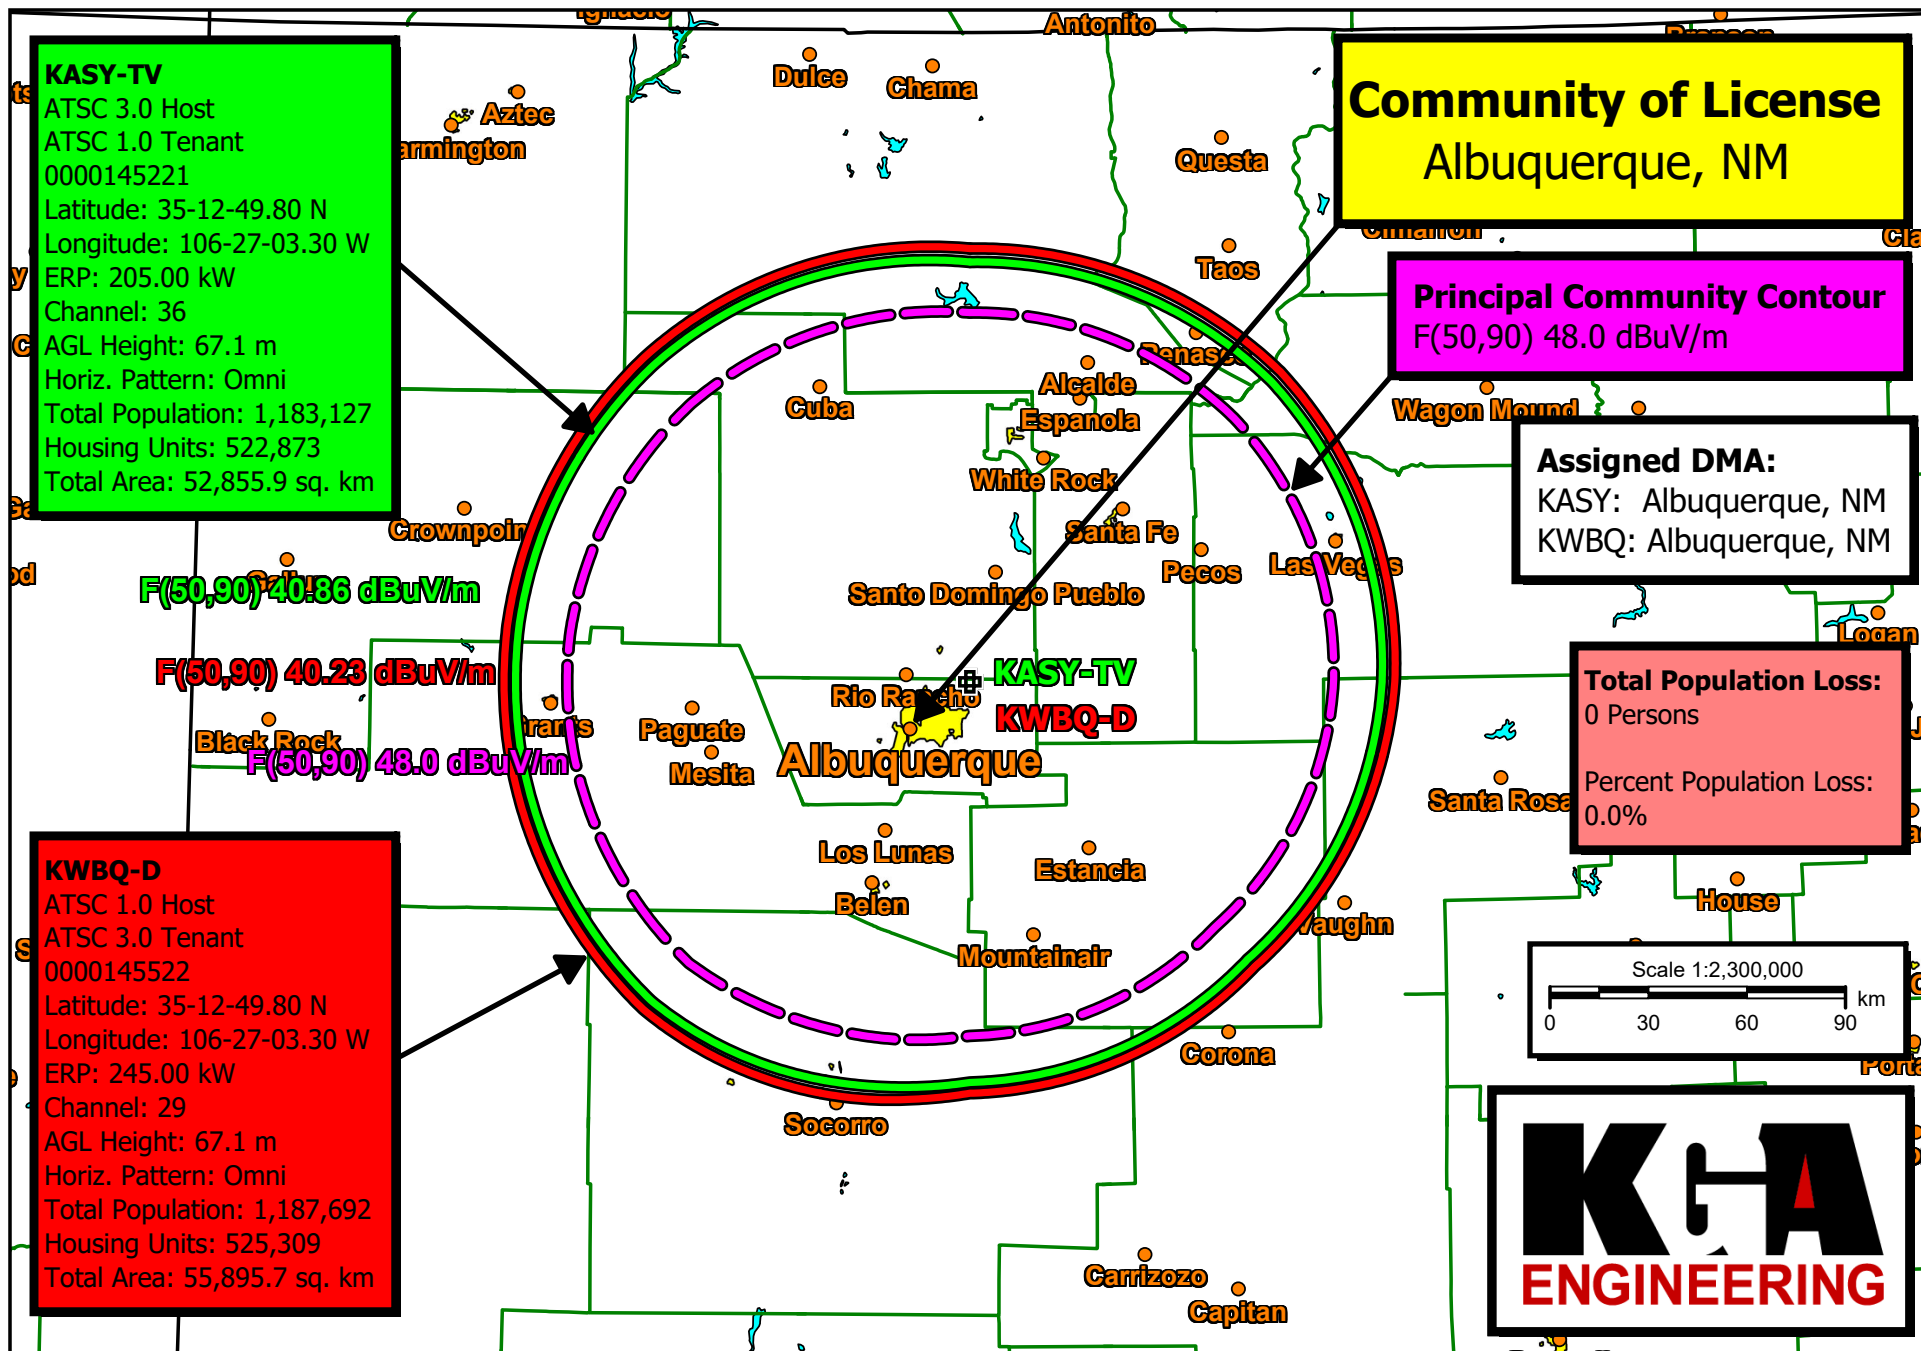 KASY-TV
ATSC 3.0 Host
ATSC 1.0 Tenant
0000145221
Latitude: 35-12-49.80 N
Longitude: 106-27-03.30 W
ERP: 205.00 kW
Channel: 36
AGL Height: 67.1 m
Horiz. Pattern: Omni
Total Population: 1,183,127
Housing Units: 522,873
Total Area: 52,855.9 sq. km
Community of License
Albuquerque, NM
Principal Community Contour
F(50,90) 48.0 dBuV/m
Assigned DMA:
KASY: Albuquerque, NM
KWBQ: Albuquerque, NM
Total Population Loss:
0 Persons
Percent Population Loss:
0.0%
KWBQ-D
ATSC 1.0 Host
ATSC 3.0 Tenant
0000145522
Latitude: 35-12-49.80 N
Longitude: 106-27-03.30 W
ERP: 245.00 kW
Channel: 29
AGL Height: 67.1 m
Horiz. Pattern: Omni
Total Population: 1,187,692
Housing Units: 525,309
Total Area: 55,895.7 sq. km
Scale 1:2,300,000
km
0 30 60 90
KGA
ENGINEERING
Antonito
Dulce
Chama
Aztec
armington
Questa
Taos
Cimarron
Alcalde
Espanola
Cuba
Wagon Mound
White Rock
Santa Fe
Crownpoin
Pecos
Las Vegas
Santo Domingo Pueblo
F(50,90) 40.86 dBuV/m
F(50,90) 40.23 dBuV/m
F(50,90) 48.0 dBuV/m
Logan
KASY-TV
KWBQ-D
Rio Rancho
Grants
Paguate
Black Rock
Mesita
Albuquerque
Santa Rosa
Los Lunas
Estancia
Belen
Vaughn
House
Mountainair
Corona
Socorro
Carrizozo
Capitan